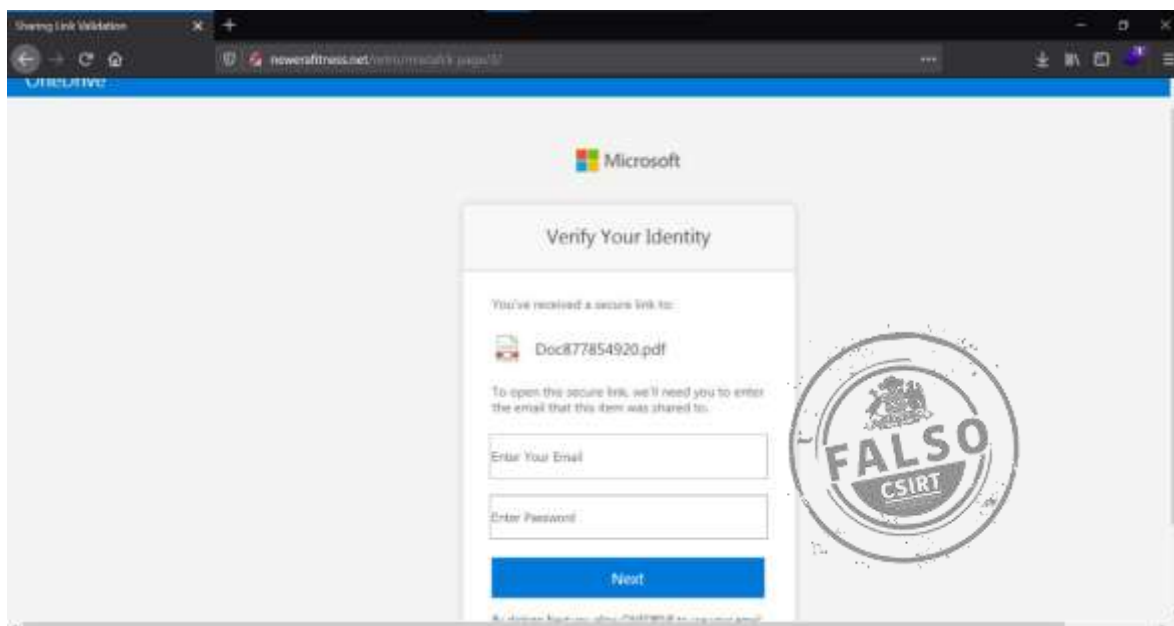 Sharing Link Validation
newerafitness.net
OneDrive
Microsoft
Verify Your Identity
You've received a secure link to:
Doc877854920.pdf
To open this secure link, we'll need you to enter
the email that this item was shared to.
Enter Your Email
Enter Password
Next
FALSO
CSIRT